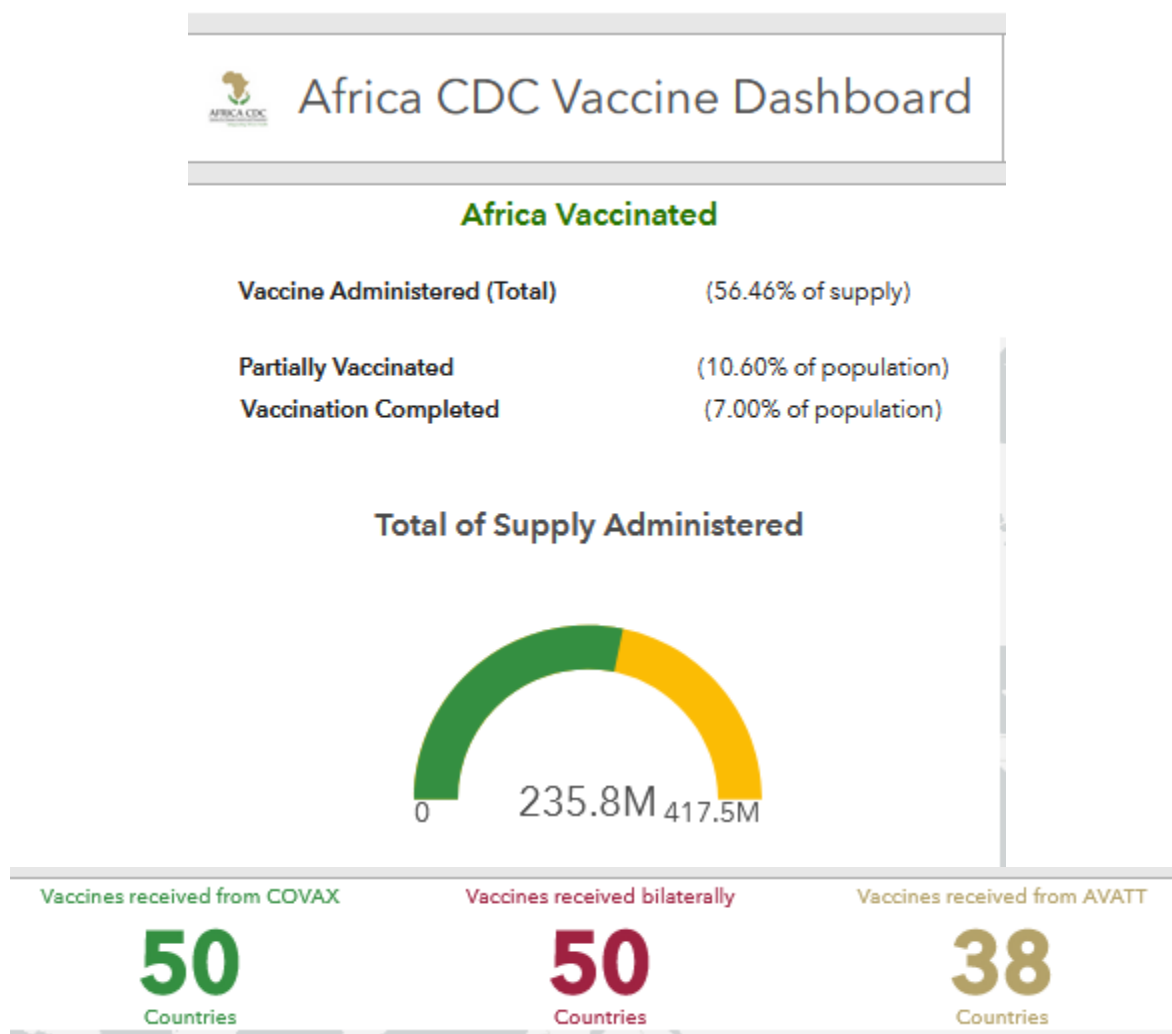 AFRICA CDC
Africa CDC Vaccine Dashboard
Africa Vaccinated
Vaccine Administered (Total) (56.46% of supply)
Partially Vaccinated (10.60% of population)
Vaccination Completed (7.00% of population)
Total of Supply Administered
0 235.8M 417.5M
Vaccines received from COVAX Vaccines received bilaterally Vaccines received from AVATT
50 50 38
Countries Countries Countries